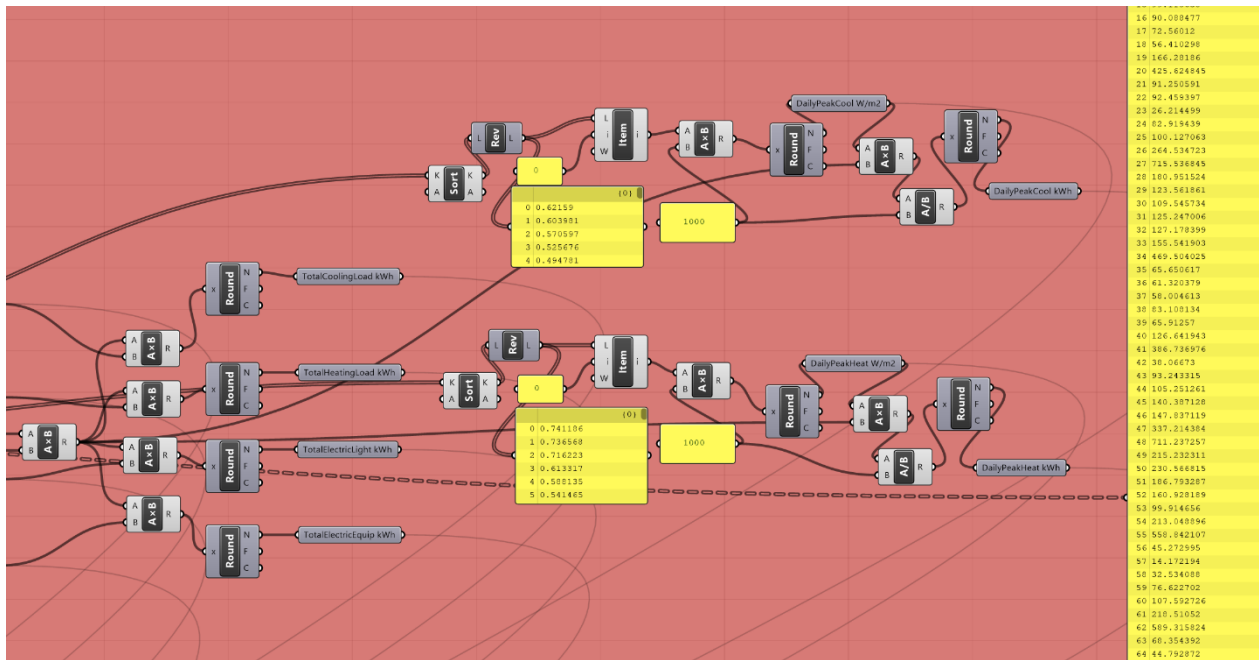 DailyPeakCool W/m2
L Rev L
L i W Item i
A B A×B R
x Round N F C
A B A×B R
x Round N F C
0
K A Sort K A
{0}
0 0.62159
1 0.603981
2 0.570597
3 0.525676
4 0.494781
1000
A B A/B R
DailyPeakCool kWh
x Round N F C
TotalCoolingLoad kWh
A B A×B R
L Rev L
L i W Item i
DailyPeakHeat W/m2
x Round N F C
TotalHeatingLoad kWh
K A Sort K A
0
A B A×B R
x Round N F C
A B A×B R
x Round N F C
A B A×B R
{0}
0 0.741186
1 0.736568
2 0.716223
3 0.613317
4 0.588135
5 0.541465
1000
A B A×B R
A B A×B R
x Round N F C
TotalElectricLight kWh
A B A/B R
DailyPeakHeat kWh
A B A×B R
x Round N F C
TotalElectricEquip kWh
16 90.088477
17 72.56012
18 56.410298
19 166.28186
20 425.624845
21 91.250591
22 92.459397
23 26.214499
24 82.919439
25 100.127063
26 264.534723
27 715.536845
28 180.951524
29 123.561861
30 109.545734
31 125.247006
32 127.178399
33 155.541903
34 469.504025
35 65.650617
36 61.320379
37 58.004613
38 83.108134
39 65.91257
40 126.641943
41 386.736976
42 38.06673
43 93.243315
44 105.251261
45 140.387128
46 147.837119
47 337.214384
48 711.237257
49 215.232311
50 230.566815
51 186.793287
52 160.928189
53 99.914656
54 213.048896
55 558.842107
56 45.272995
57 14.172194
58 32.534088
59 76.622702
60 107.592726
61 218.51052
62 589.315824
63 68.354392
64 44.792872